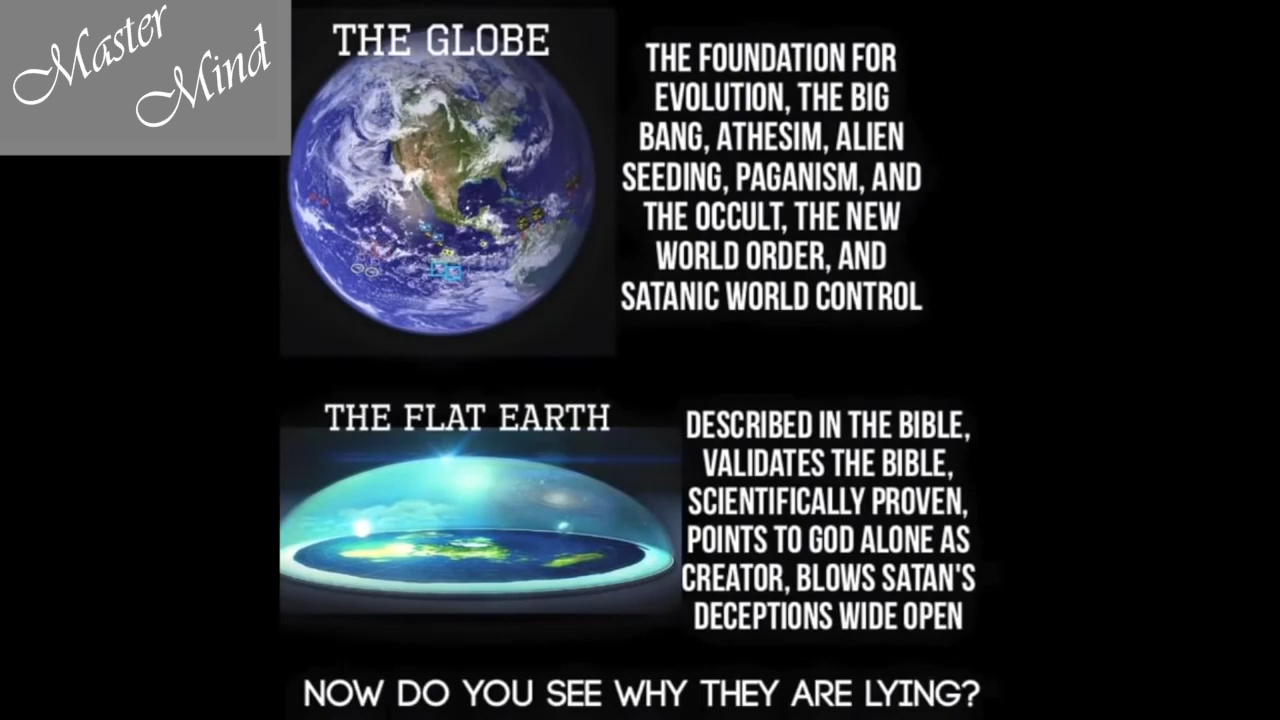 Master
Mind
THE GLOBE
THE FOUNDATION FOR
EVOLUTION, THE BIG
BANG, ATHESIM, ALIEN
SEEDING, PAGANISM, AND
THE OCCULT, THE NEW
WORLD ORDER, AND
SATANIC WORLD CONTROL
THE FLAT EARTH
DESCRIBED IN THE BIBLE,
VALIDATES THE BIBLE,
SCIENTIFICALLY PROVEN,
POINTS TO GOD ALONE AS
CREATOR, BLOWS SATAN'S
DECEPTIONS WIDE OPEN
NOW DO YOU SEE WHY THEY ARE LYING?